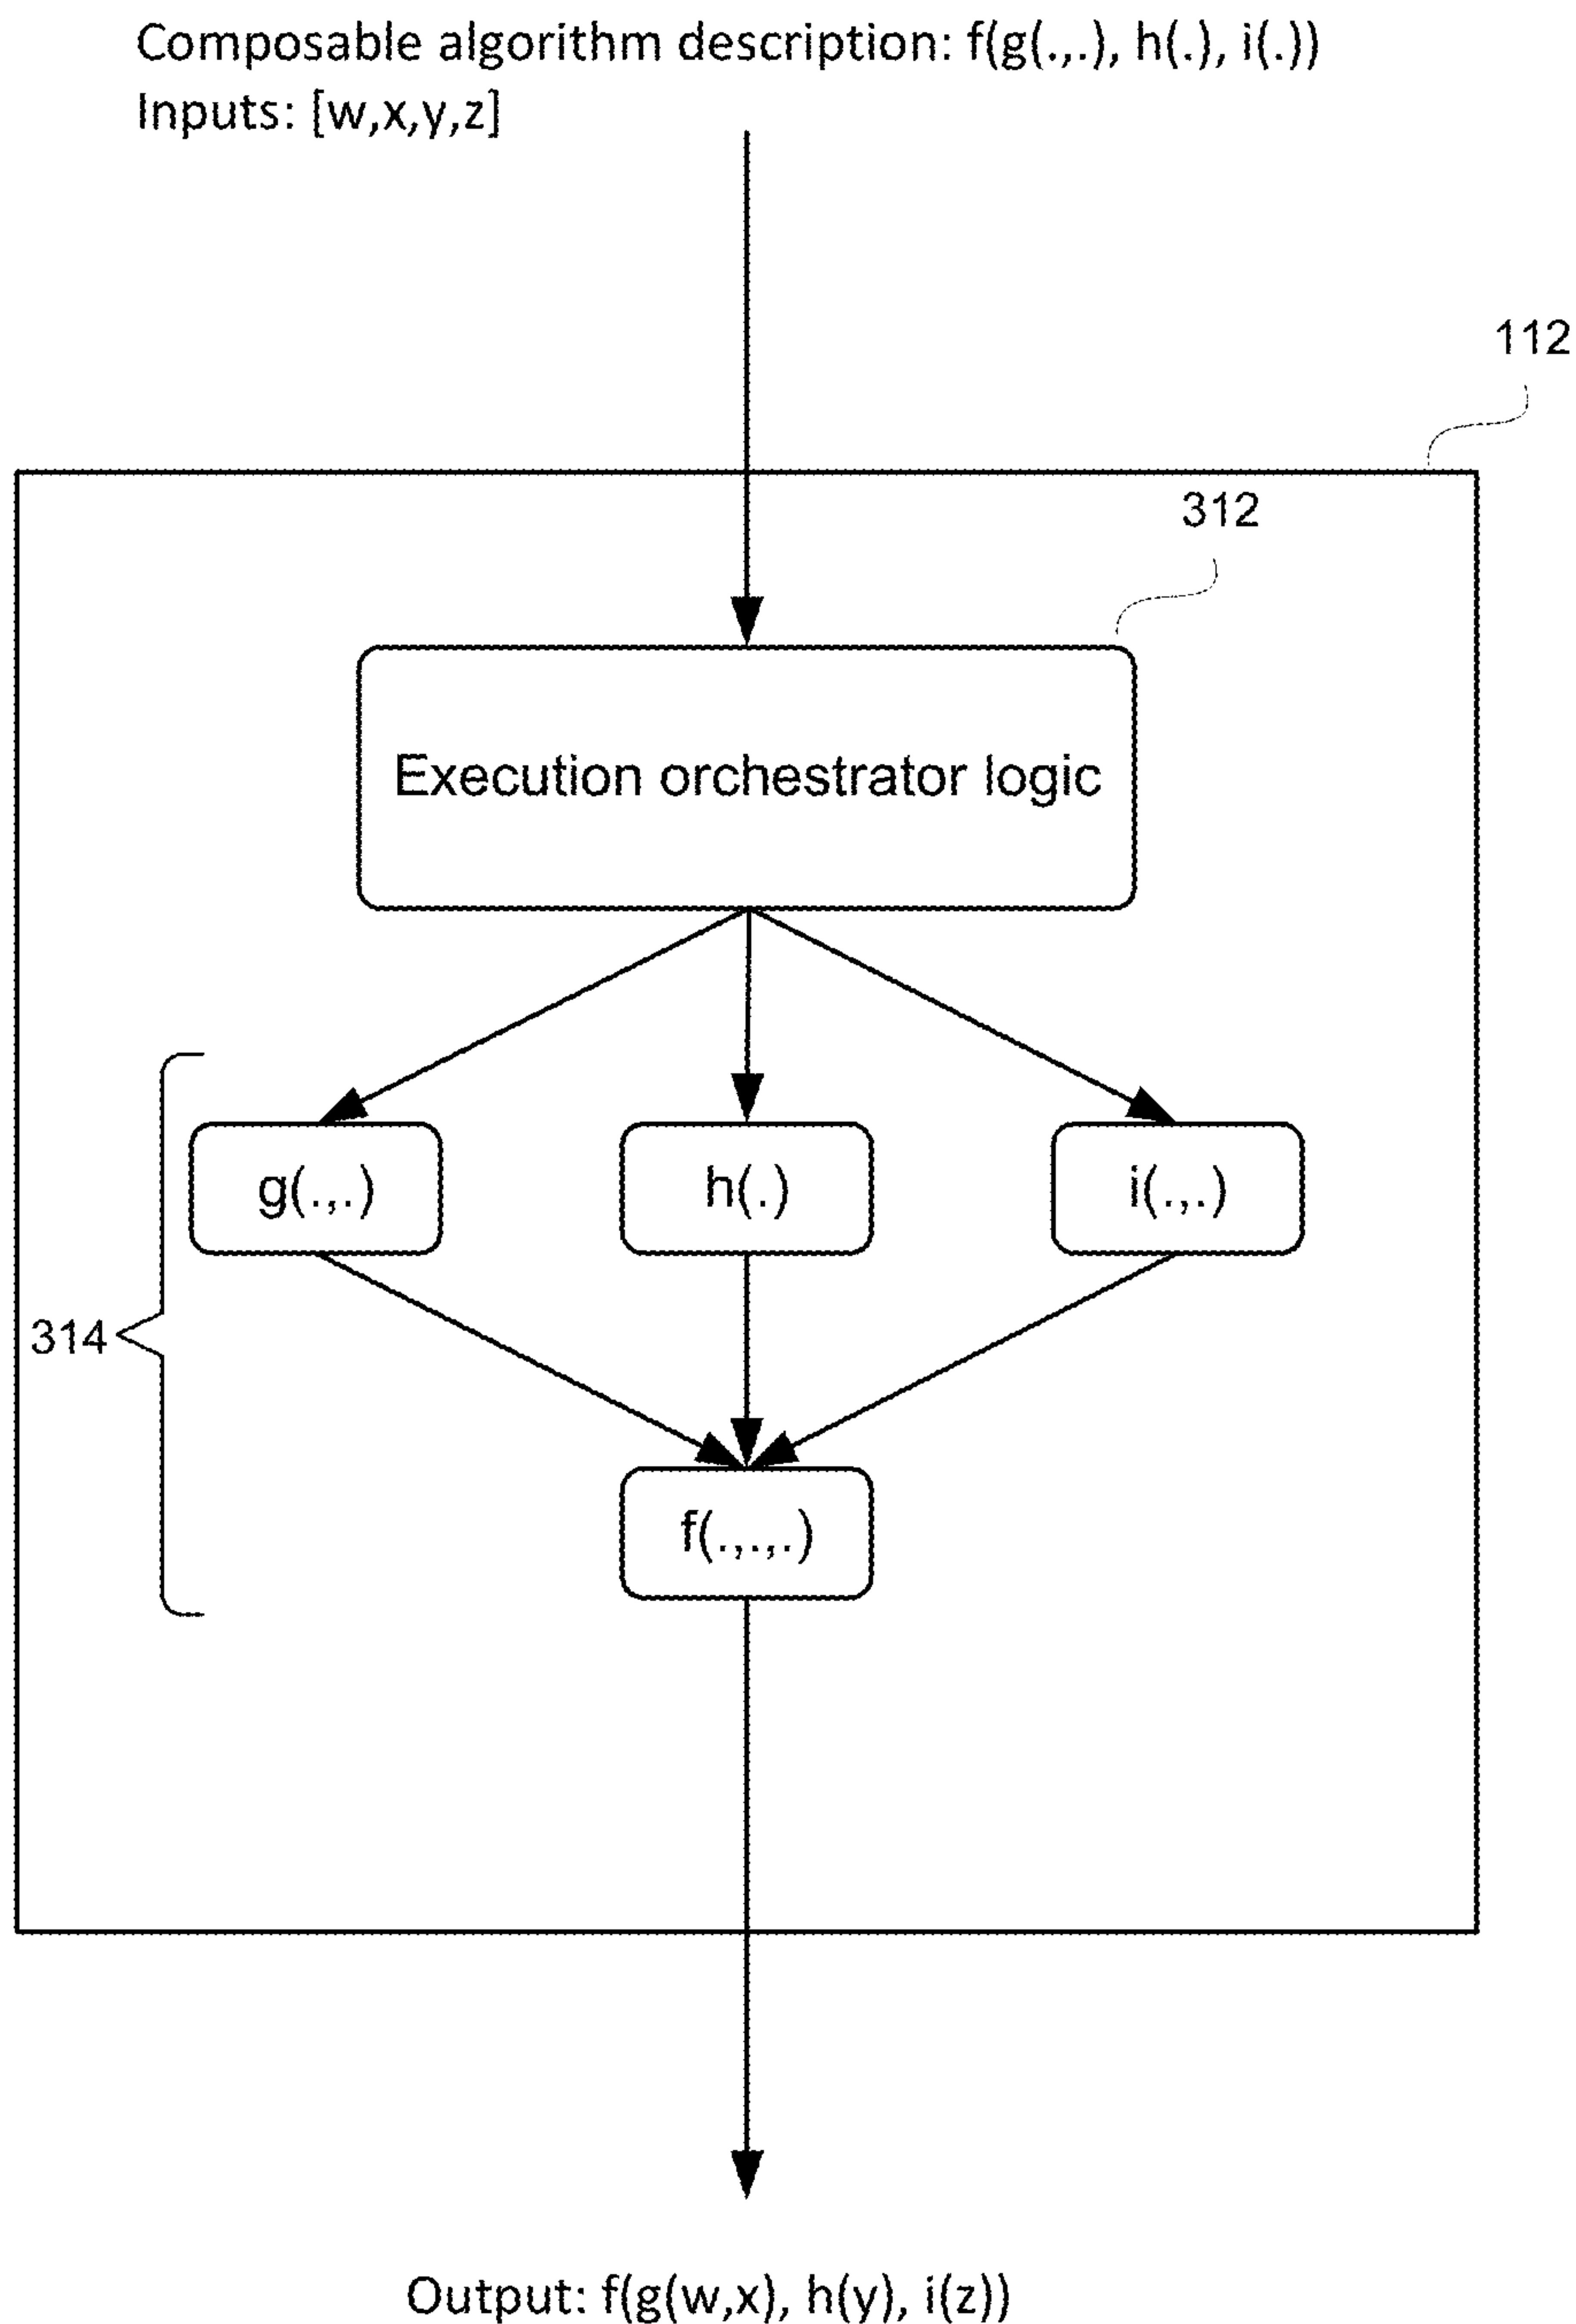 Composable algorithm description: f(g(.,.), h(.), i(.))
Inputs: [w,x,y,z]
112
312
Execution orchestrator logic
g(.,.)
h(.)
i(.,.)
314
f(.,.,.)
Output: f(g(w,x), h(y), i(z))